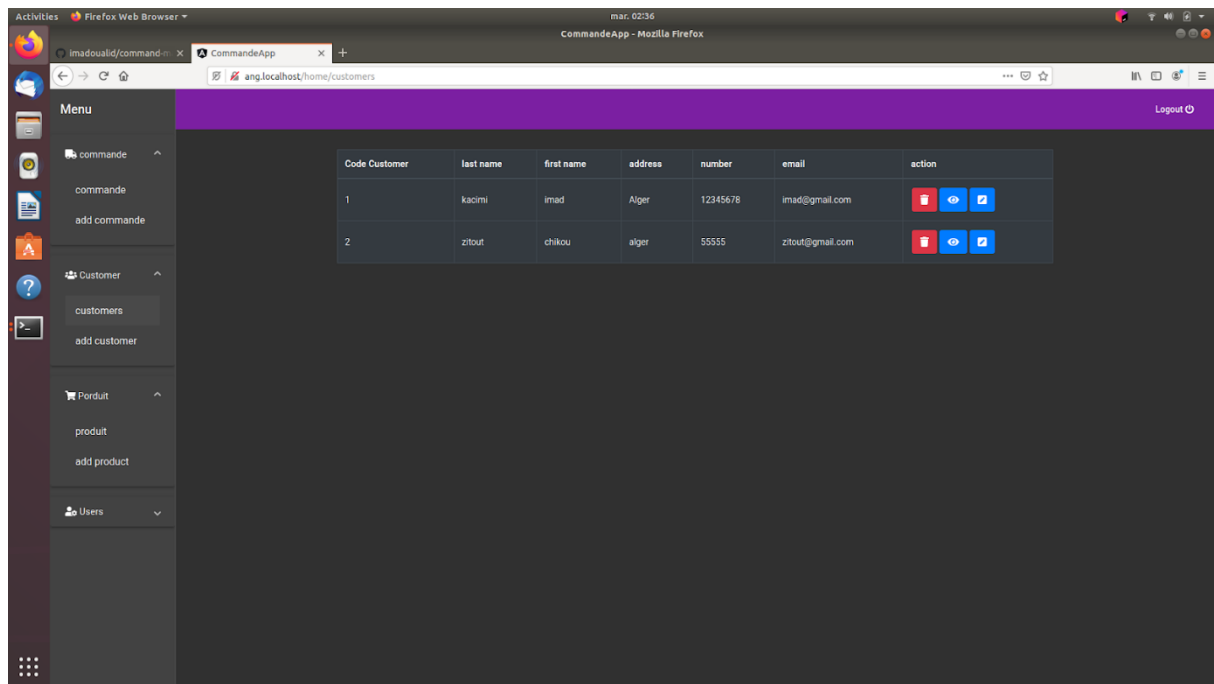 Activities Firefox Web Browser mar. 02:36
CommandeApp - Mozilla Firefox
imadoualid/command-m CommandeApp
ang.localhost/home/customers
Menu Logout
commande
commande
add commande
Customer
customers
add customer
Porduit
produit
add product
Users
Code Customer last name first name address number email action
1 kacimi imad Alger 12345678 imad@gmail.com
2 zitout chikou alger 55555 zitout@gmail.com